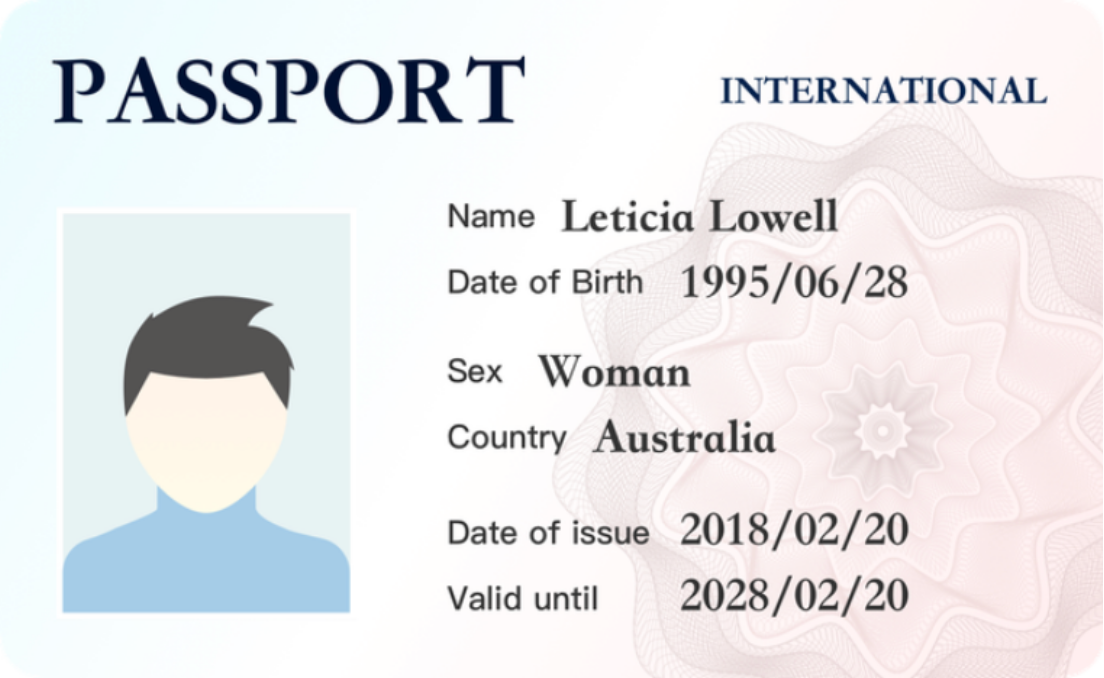 PASSPORT
INTERNATIONAL
Name Leticia Lowell
Date of Birth 1995/06/28
Sex Woman
Country Australia
Date of issue 2018/02/20
Valid until 2028/02/20